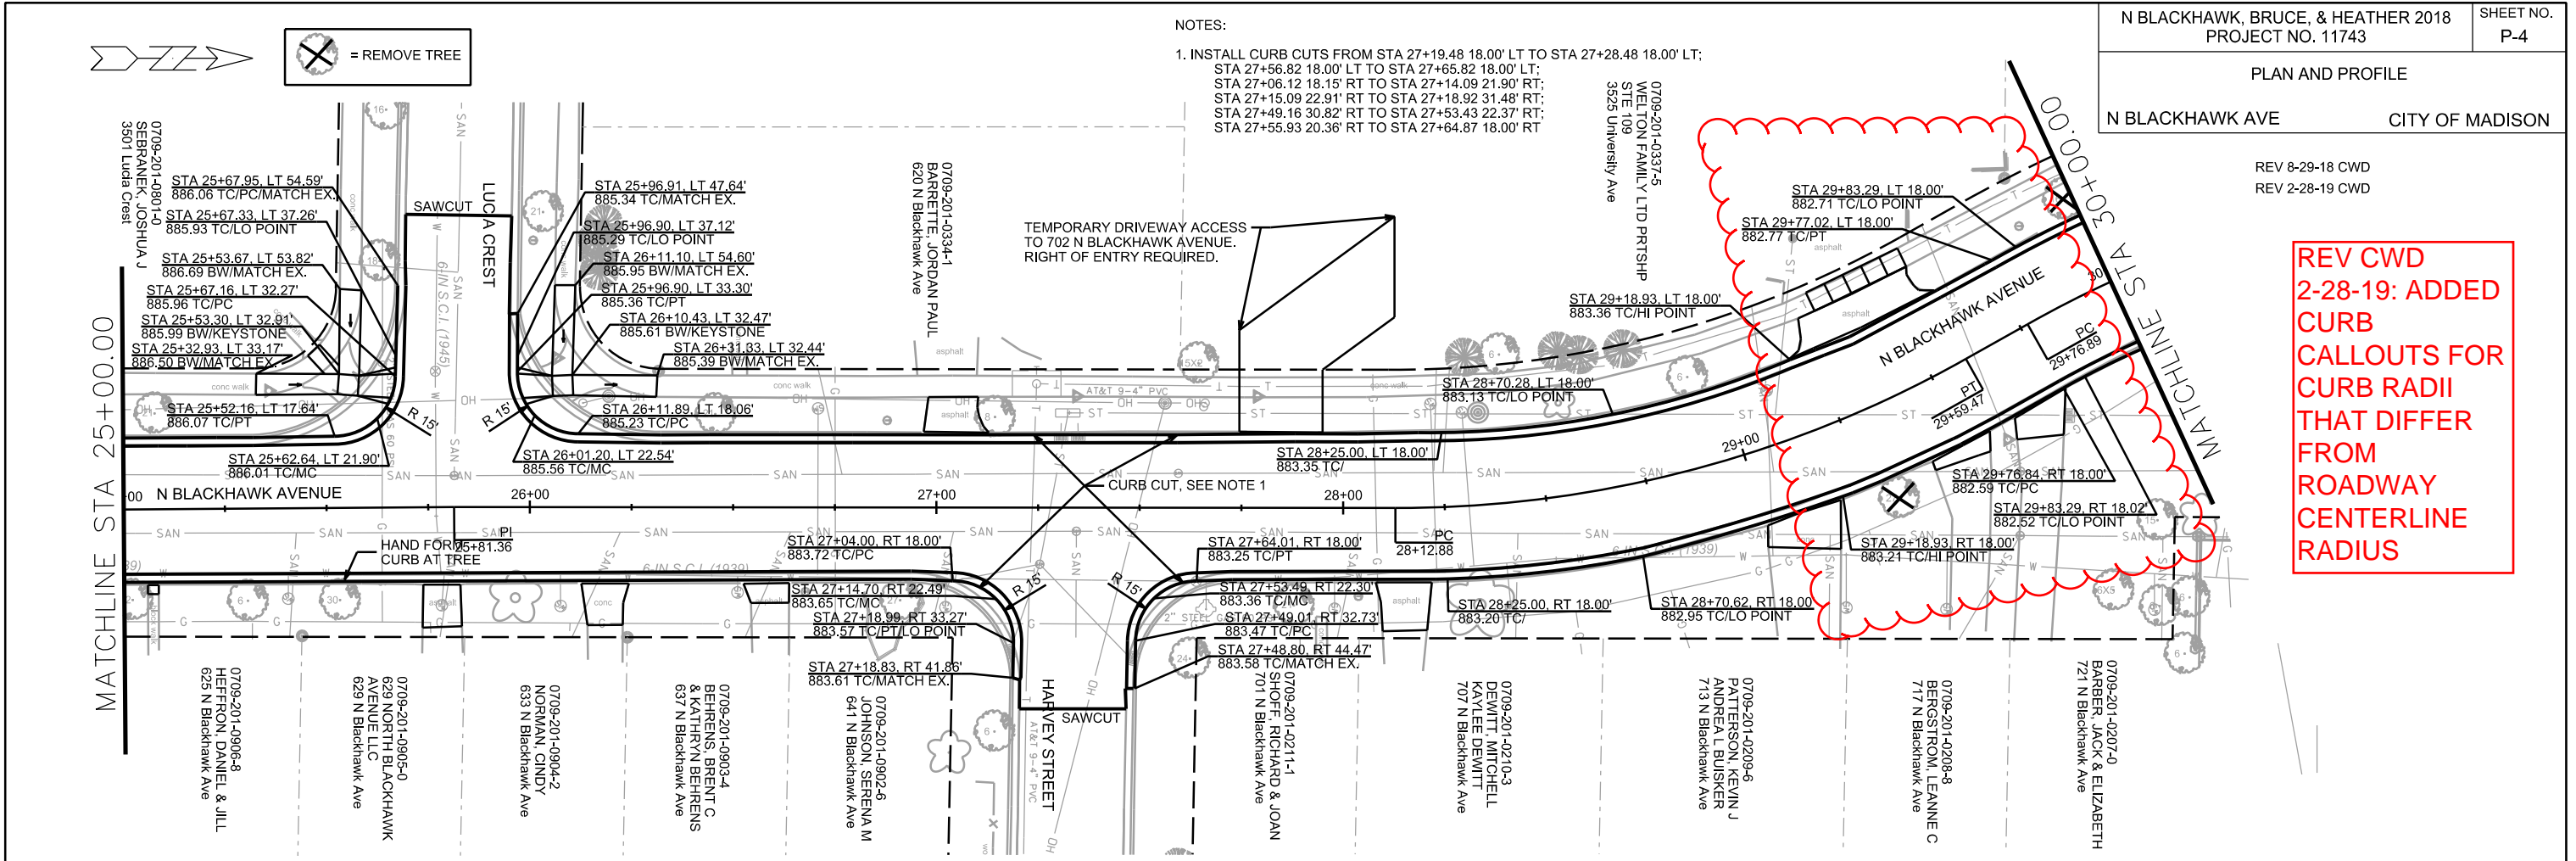 N BLACKHAWK, BRUCE, & HEATHER 2018
PROJECT NO. 11743
SHEET NO.
P-4
PLAN AND PROFILE
N BLACKHAWK AVE
CITY OF MADISON
REV 8-29-18 CWD
REV 2-28-19 CWD
= REMOVE TREE
NOTES:
1. INSTALL CURB CUTS FROM STA 27+19.48 18.00' LT TO STA 27+28.48 18.00' LT;
STA 27+56.82 18.00' LT TO STA 27+65.82 18.00' LT;
STA 27+06.12 18.15' RT TO STA 27+14.09 21.90' RT;
STA 27+15.09 22.91' RT TO STA 27+18.92 31.48' RT;
STA 27+49.16 30.82' RT TO STA 27+53.43 22.37' RT;
STA 27+55.93 20.36' RT TO STA 27+64.87 18.00' RT
REV CWD
2-28-19: ADDED
CURB
CALLOUTS FOR
CURB RADII
THAT DIFFER
FROM
ROADWAY
CENTERLINE
RADIUS
MATCHLINE STA 25+00.00
MATCHLINE STA 30+00.00
0709-201-0801-0
SEBRANEK, JOSHUA J
3501 Lucia Crest
STA 25+67.95, LT 54.59'
886.06 TC/PC/MATCH EX.
STA 25+67.33, LT 37.26'
885.93 TC/LO POINT
STA 25+53.67, LT 53.82'
886.69 BW/MATCH EX.
STA 25+67.16, LT 32.27'
885.96 TC/PC
STA 25+53.30, LT 32.91'
885.99 BW/KEYSTONE
STA 25+32.93, LT 33.17'
886.50 BW/MATCH EX.
STA 25+52.16, LT 17.64'
886.07 TC/PT
STA 25+62.64, LT 21.90'
886.01 TC/MC
SAWCUT
LUCIA CREST
6-IN S.C.I. (1945)
R 15'
R 15'
STA 25+96.91, LT 47.64'
885.34 TC/MATCH EX.
STA 25+96.90, LT 37.12'
885.29 TC/LO POINT
STA 26+11.10, LT 54.60'
885.95 BW/MATCH EX.
STA 25+96.90, LT 33.30'
885.36 TC/PT
STA 26+10.43, LT 32.47'
885.61 BW/KEYSTONE
STA 26+31.33, LT 32.44'
885.39 BW/MATCH EX.
STA 26+11.89, LT 18.06'
885.23 TC/PC
STA 26+01.20, LT 22.54'
885.56 TC/MC
0709-201-0334-1
BARRETTE, JORDAN PAUL
620 N Blackhawk Ave
TEMPORARY DRIVEWAY ACCESS
TO 702 N BLACKHAWK AVENUE.
RIGHT OF ENTRY REQUIRED.
0709-201-0337-5
WELTON FAMILY LTD PRTSHP
STE 109
3525 University Ave
AT&T 9-4" PVC
STA 29+18.93, LT 18.00'
883.36 TC/HI POINT
STA 28+70.28, LT 18.00'
883.13 TC/LO POINT
STA 28+25.00, LT 18.00'
883.35 TC/
STA 29+83.29, LT 18.00'
882.71 TC/LO POINT
STA 29+77.02, LT 18.00'
882.77 TC/PT
N BLACKHAWK AVENUE
PC
29+76.89
PT
29+59.47
29+00
30
CURB CUT, SEE NOTE 1
00 N BLACKHAWK AVENUE
26+00
27+00
28+00
PI
25+81.36
PC
28+12.88
HAND FORM
CURB AT TREE
6-IN S.C.I. (1939)
STA 27+04.00, RT 18.00'
883.72 TC/PC
STA 27+14.70, RT 22.49'
883.65 TC/MC
STA 27+18.99, RT 33.27'
883.57 TC/PT/LO POINT
STA 27+18.83, RT 41.86'
883.61 TC/MATCH EX.
R 15'
R 15'
STA 27+64.01, RT 18.00'
883.25 TC/PT
STA 27+53.49, RT 22.30'
883.36 TC/MC
STA 27+49.01, RT 32.73'
883.47 TC/PC
STA 27+48.80, RT 44.47'
883.58 TC/MATCH EX.
STA 28+25.00, RT 18.00'
883.20 TC/
STA 28+70.62, RT 18.00
882.95 TC/LO POINT
STA 29+18.93, RT 18.00'
883.21 TC/HI POINT
STA 29+76.84, RT 18.00'
882.59 TC/PC
STA 29+83.29, RT 18.02'
882.52 TC/LO POINT
HARVEY STREET
SAWCUT
AT&T 9-4" PVC
0709-201-0906-8
HEFFRON, DANIEL & JILL
625 N Blackhawk Ave
0709-201-0905-0
629 NORTH BLACKHAWK
AVENUE LLC
629 N Blackhawk Ave
0709-201-0904-2
NORMAN, CINDY
633 N Blackhawk Ave
0709-201-0903-4
BEHRENS, BRENT C
& KATHRYN BEHRENS
637 N Blackhawk Ave
0709-201-0902-6
JOHNSON, SERENA M
641 N Blackhawk Ave
0709-201-0211-1
SHOFF, RICHARD & JOAN
701 N Blackhawk Ave
0709-201-0210-3
DEWITT, MITCHELL
KAYLEE DEWITT
707 N Blackhawk Ave
0709-201-0209-6
PATTERSON, KEVIN J
ANDREA L BUISKER
713 N Blackhawk Ave
0709-201-0208-8
BERGSTROM, LEANNE C
717 N Blackhawk Ave
0709-201-0207-0
BARBER, JACK & ELIZABETH
721 N Blackhawk Ave